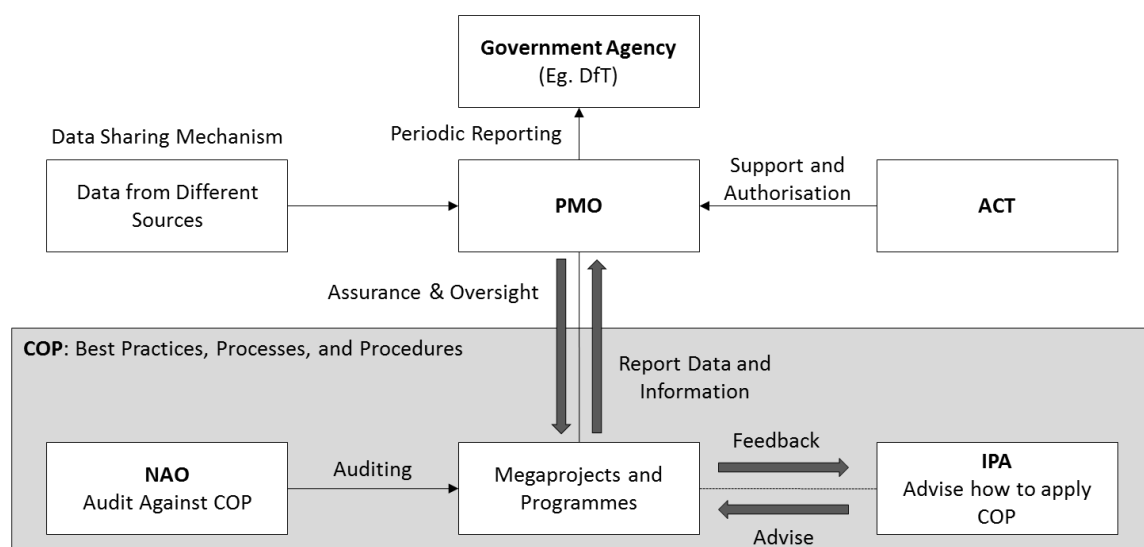 Government Agency
(Eg. DfT)
Periodic Reporting
Data Sharing Mechanism
Data from Different
Sources
PMO
Support and
Authorisation
ACT
Assurance & Oversight
COP: Best Practices, Processes, and Procedures
Report Data and
Information
NAO
Audit Against COP
Auditing
Megaprojects and
Programmes
Feedback
Advise
IPA
Advise how to apply
COP